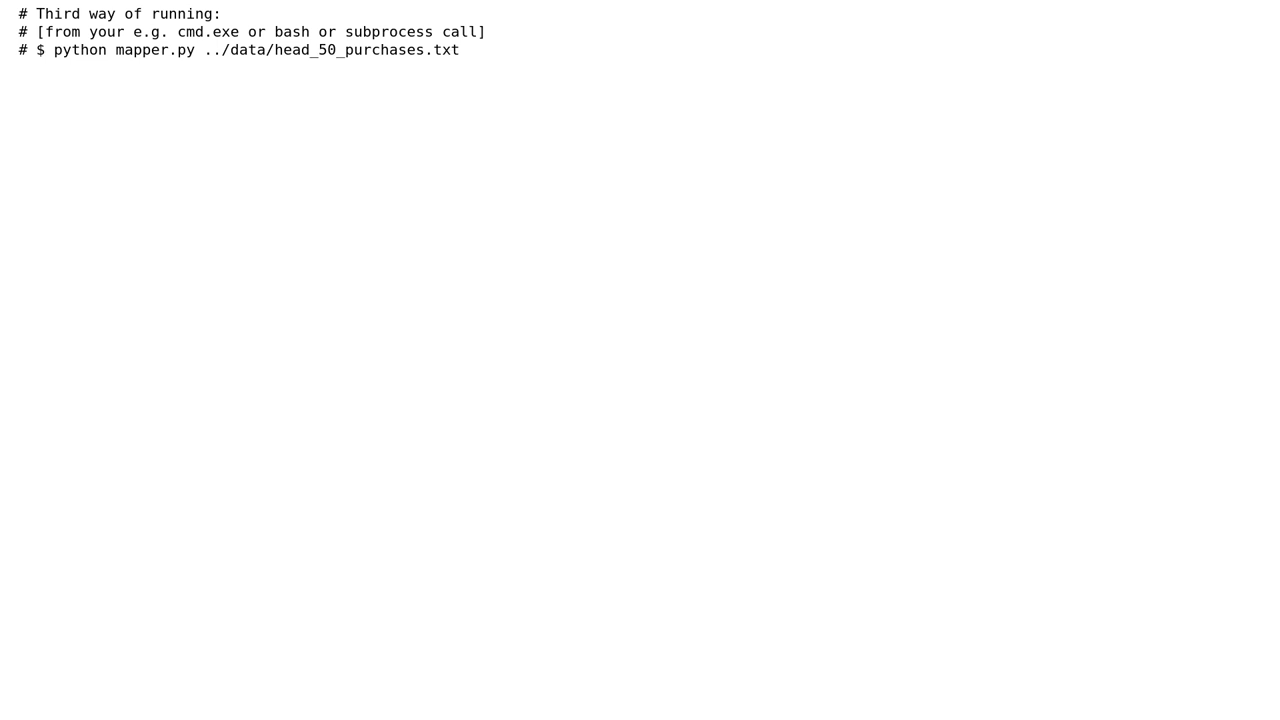 # Third way of running:
# [from your e.g. cmd.exe or bash or subprocess call]
# $ python mapper.py ../data/head_50_purchases.txt